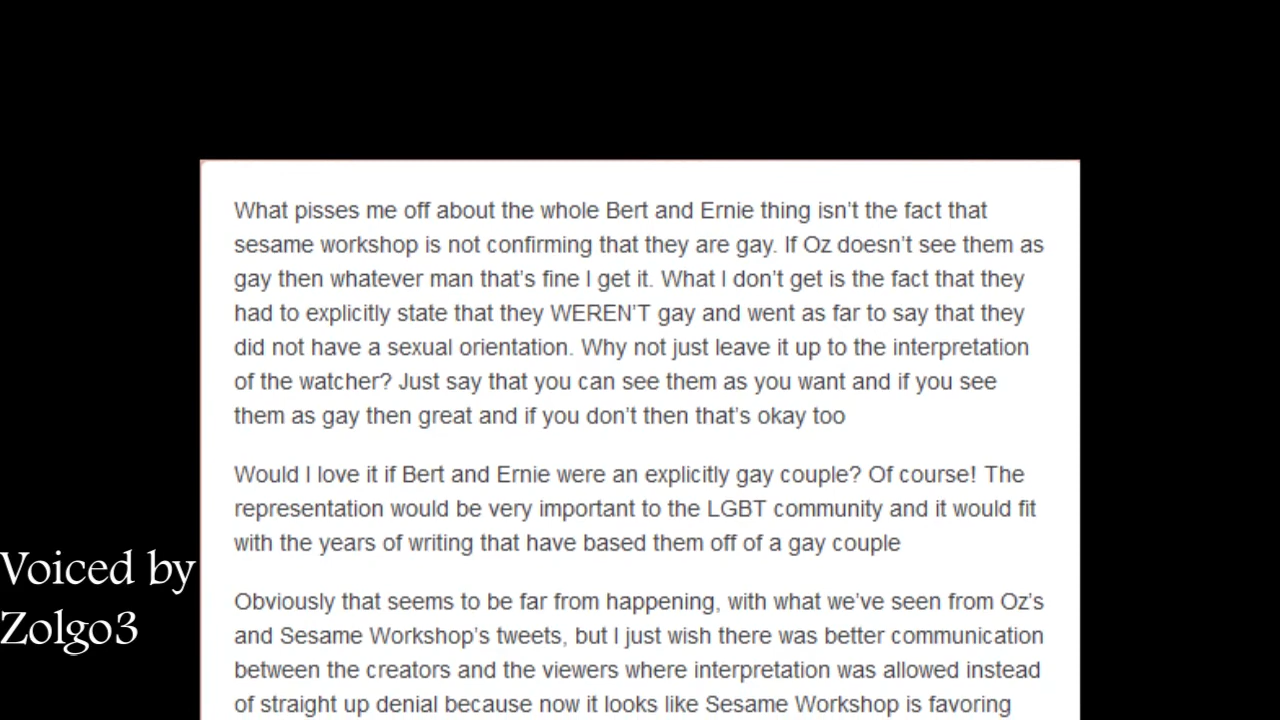 What pisses me off about the whole Bert and Ernie thing isn't the fact that
sesame workshop is not confirming that they are gay. If Oz doesn't see them as
gay then whatever man that's fine I get it. What I don't get is the fact that they
had to explicitly state that they WEREN'T gay and went as far to say that they
did not have a sexual orientation. Why not just leave it up to the interpretation
of the watcher? Just say that you can see them as you want and if you see
them as gay then great and if you don't then that's okay too
Would I love it if Bert and Ernie were an explicitly gay couple? Of course! The
representation would be very important to the LGBT community and it would fit
with the years of writing that have based them off of a gay couple
Obviously that seems to be far from happening, with what we've seen from Oz's
and Sesame Workshop's tweets, but I just wish there was better communication
between the creators and the viewers where interpretation was allowed instead
of straight up denial because now it looks like Sesame Workshop is favoring
Voiced by
Zolgo3